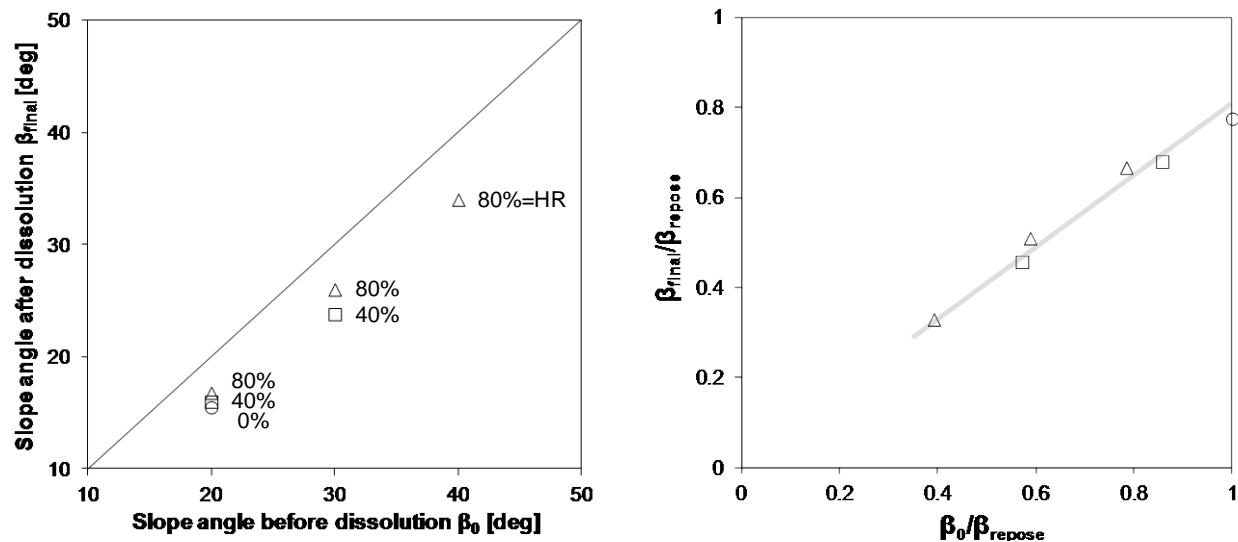 Slope angle after dissolution βfinal [deg]
50
40
30
20
10
80%=HR
80%
40%
80%
40%
0%
10 20 30 40 50
Slope angle before dissolution β0 [deg]
βfinal/βrepose
1
0.8
0.6
0.4
0.2
0
0 0.2 0.4 0.6 0.8 1
β0/βrepose